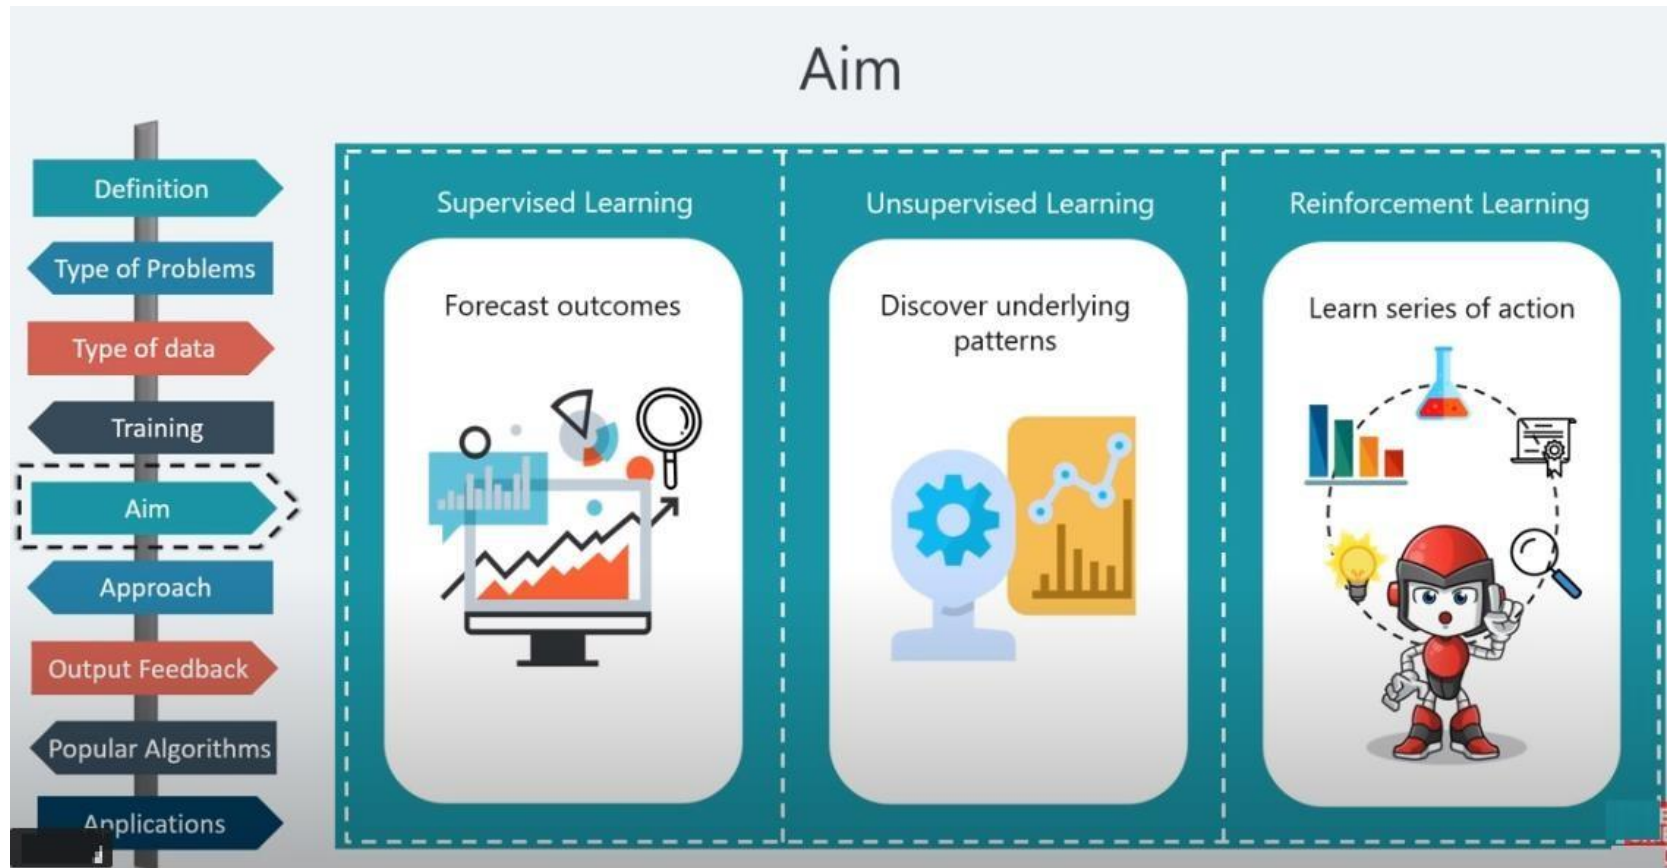 Aim
Definition
Type of Problems
Type of data
Training
Aim
Approach
Output Feedback
Popular Algorithms
Applications
Supervised Learning
Forecast outcomes
Unsupervised Learning
Discover underlying
patterns
Reinforcement Learning
Learn series of action